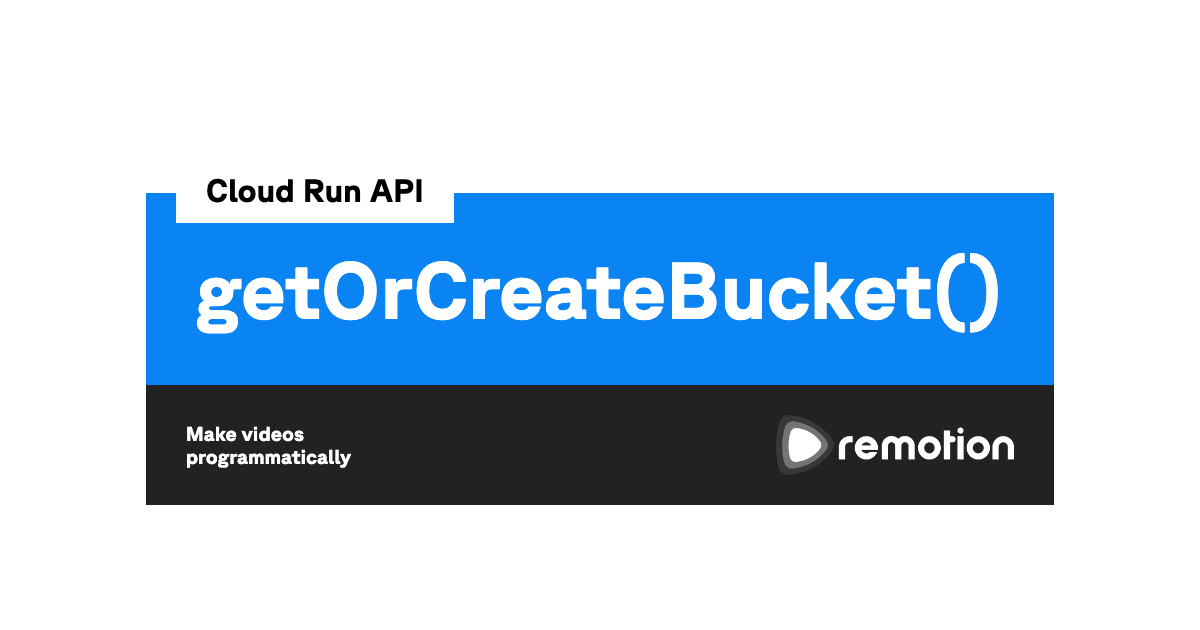 Cloud Run API
getOrCreateBucket()
Make videos
programmatically
remotion